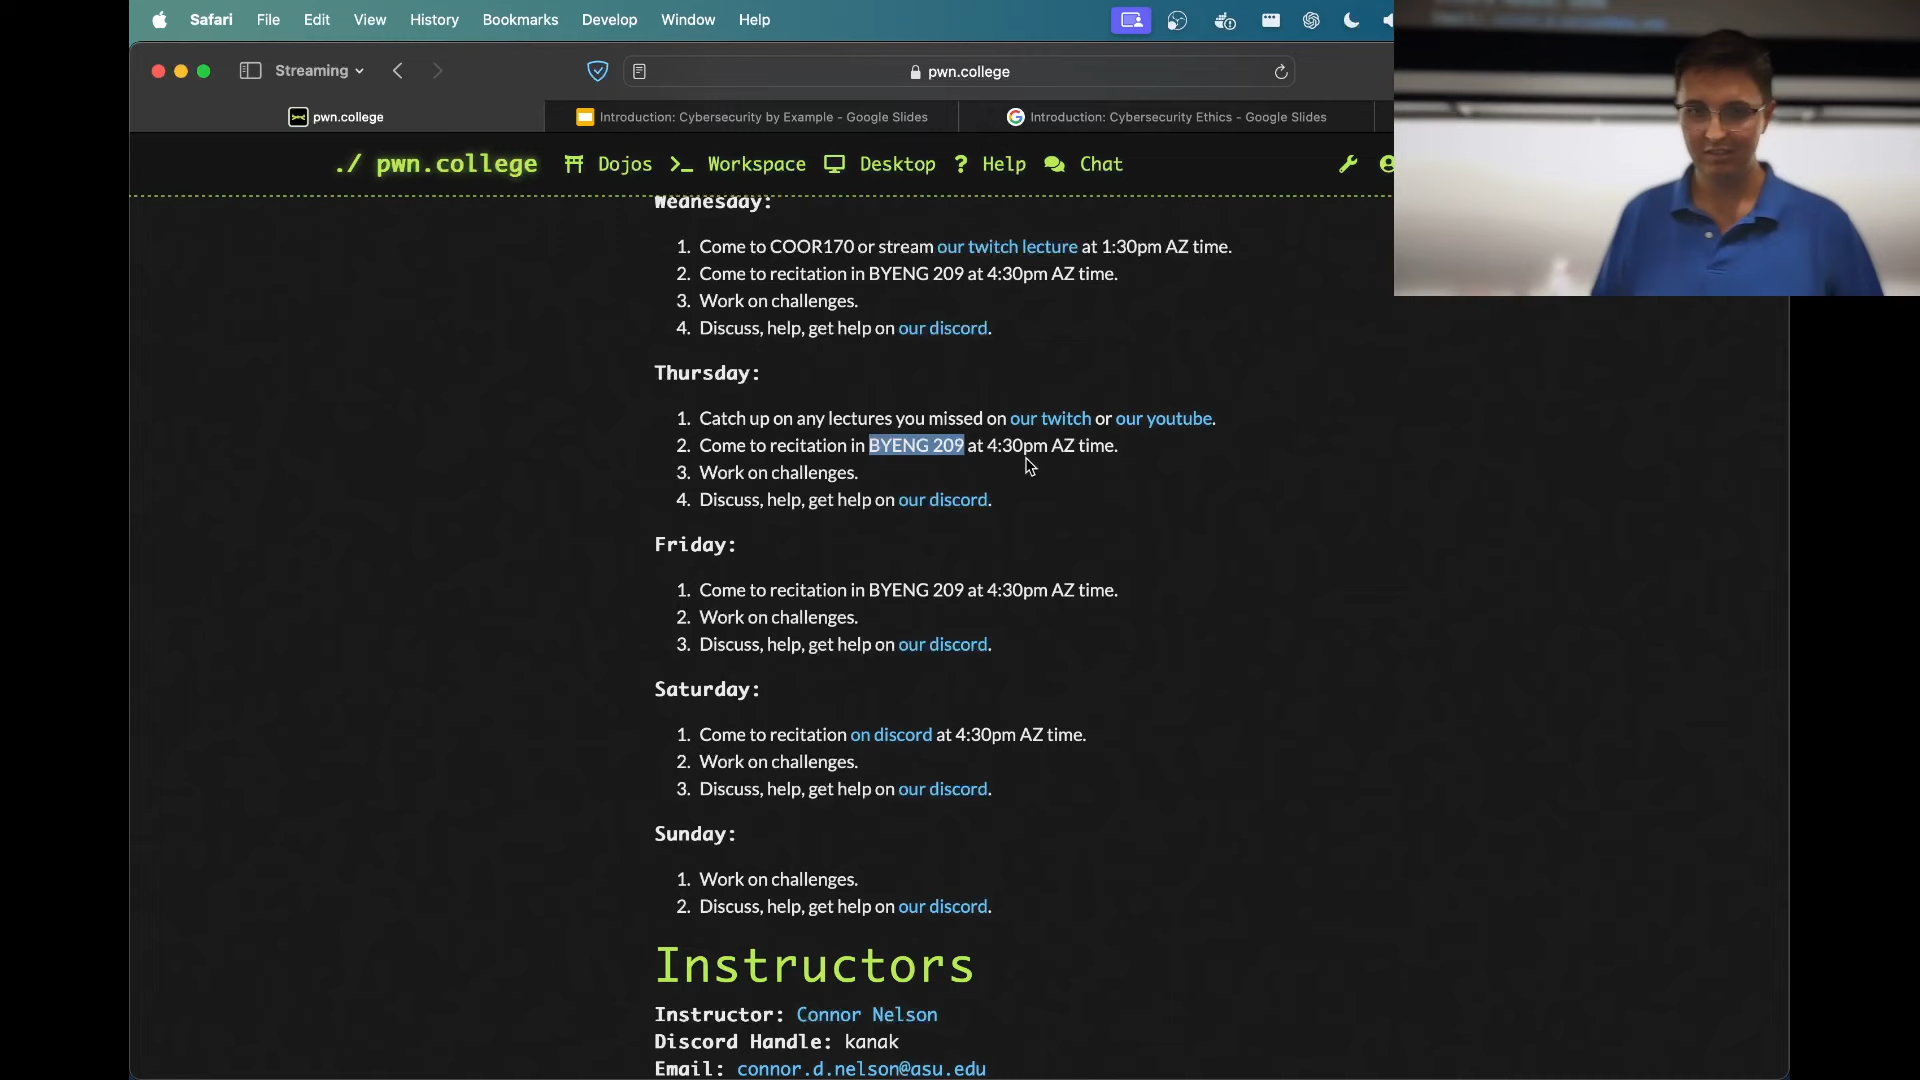 Safari File Edit View History Bookmarks Develop Window Help
Streaming pwn.college
pwn.college Introduction: Cybersecurity by Example - Google Slides Introduction: Cybersecurity Ethics - Google Slides
./ pwn.college Dojos >_ Workspace Desktop ? Help Chat
Wednesday:
1. Come to COOR170 or stream our twitch lecture at 1:30pm AZ time.
2. Come to recitation in BYENG 209 at 4:30pm AZ time.
3. Work on challenges.
4. Discuss, help, get help on our discord.
Thursday:
1. Catch up on any lectures you missed on our twitch or our youtube.
2. Come to recitation in BYENG 209 at 4:30pm AZ time.
3. Work on challenges.
4. Discuss, help, get help on our discord.
Friday:
1. Come to recitation in BYENG 209 at 4:30pm AZ time.
2. Work on challenges.
3. Discuss, help, get help on our discord.
Saturday:
1. Come to recitation on discord at 4:30pm AZ time.
2. Work on challenges.
3. Discuss, help, get help on our discord.
Sunday:
1. Work on challenges.
2. Discuss, help, get help on our discord.
Instructors
Instructor: Connor Nelson
Discord Handle: kanak
Email: connor.d.nelson@asu.edu